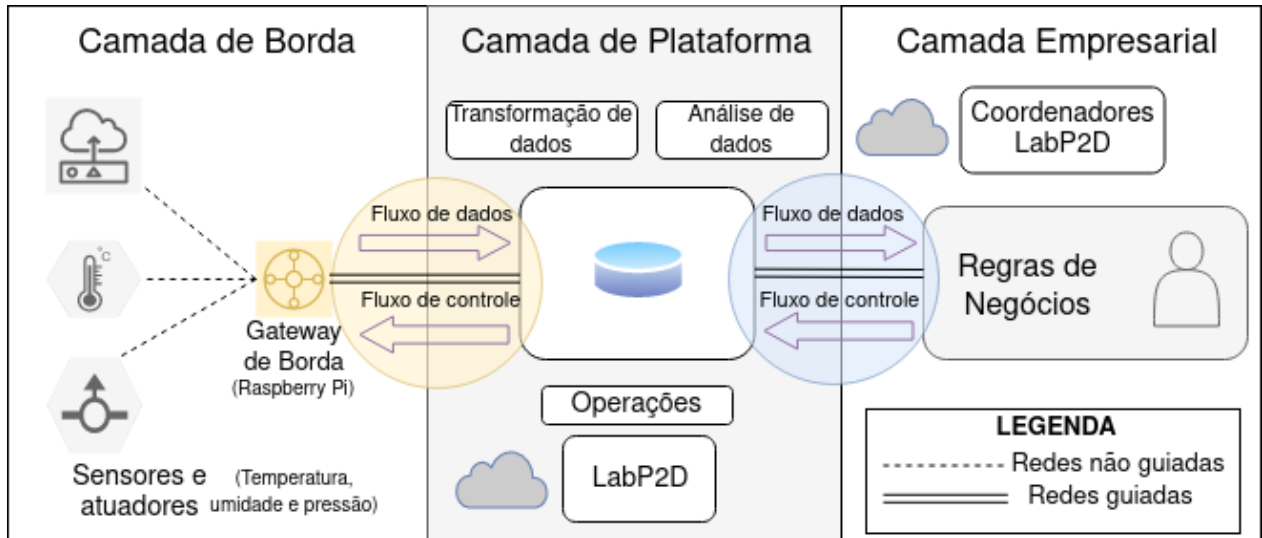 Camada de Borda
°C
Gateway
de Borda
(Raspberry Pi)
Sensores e
atuadores
(Temperatura,
umidade e pressão)
Camada de Plataforma
Transformação de
dados
Análise de
dados
Fluxo de dados
Fluxo de controle
Operações
LabP2D
Fluxo de dados
Fluxo de controle
Camada Empresarial
Coordenadores
LabP2D
Regras de
Negócios
LEGENDA
Redes não guiadas
Redes guiadas